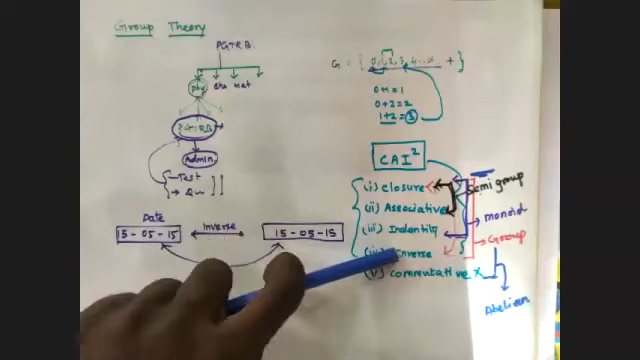 Group Theory
PGTRB.
phy che mat
PGTRB
Admin
Test
Qn
Date
15-05-15
Inverse
15-05-15
G = { 0, 1, 2, 3, 4...∝ + }
0+1=1
0+2=2
1+2=3
CAI²
(i) closure
(ii) Associative
(iii) Indentity
Inverse
(v) commutative x
Semi group
monoid
Group
Abelian